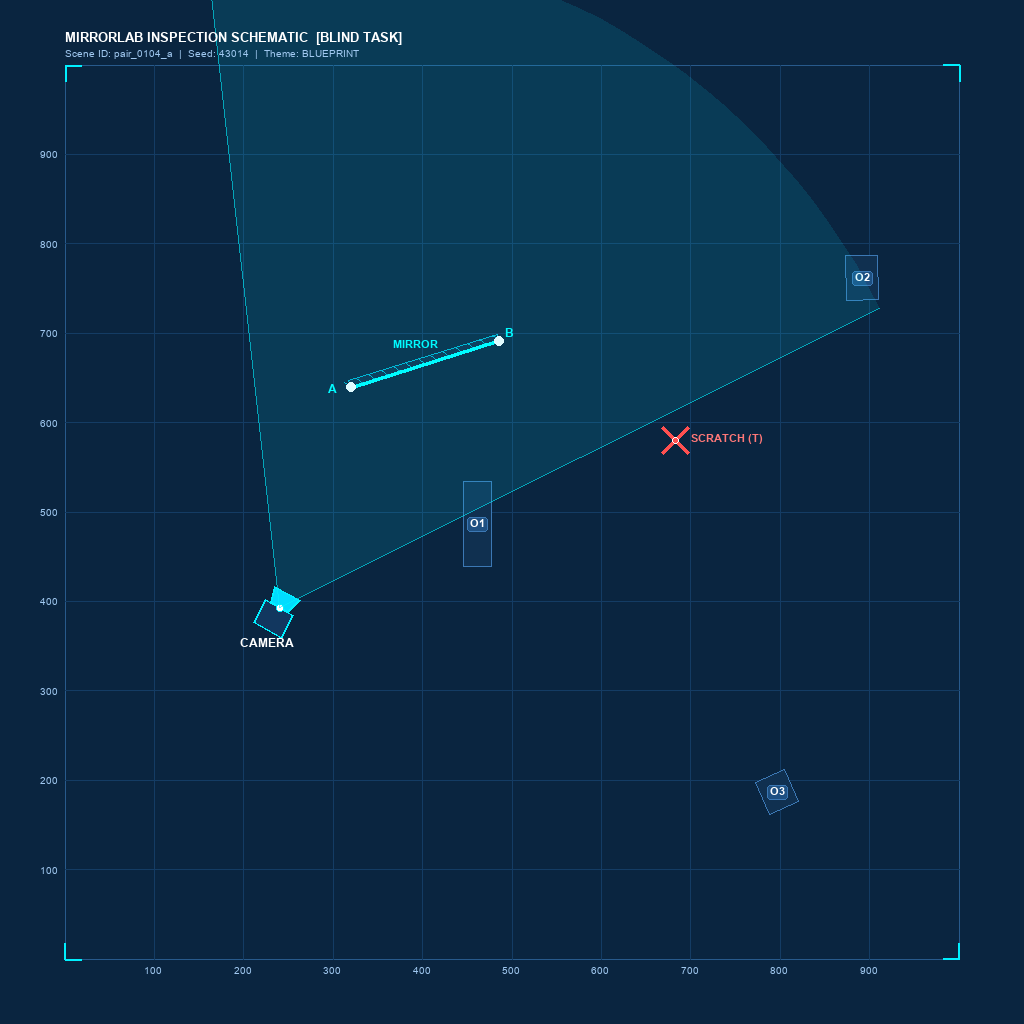 MIRRORLAB INSPECTION SCHEMATIC [BLIND TASK]
Scene ID: pair_0104_a | Seed: 43014 | Theme: BLUEPRINT
900
800
O2
700
B
MIRROR
A
600
SCRATCH (T)
500
O1
400
CAMERA
300
200
O3
100
100 200 300 400 500 600 700 800 900